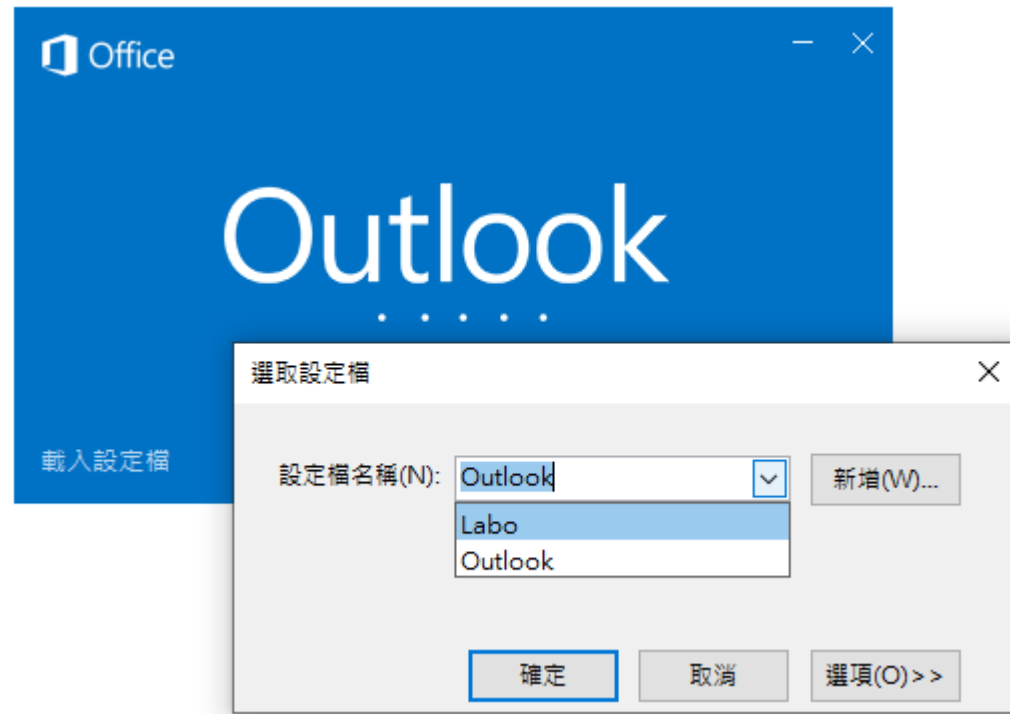 Office
Outlook
載入設定檔
選取設定檔
設定檔名稱(N):
Outlook
新增(W)...
Labo
Outlook
確定
取消
選項(O)>>